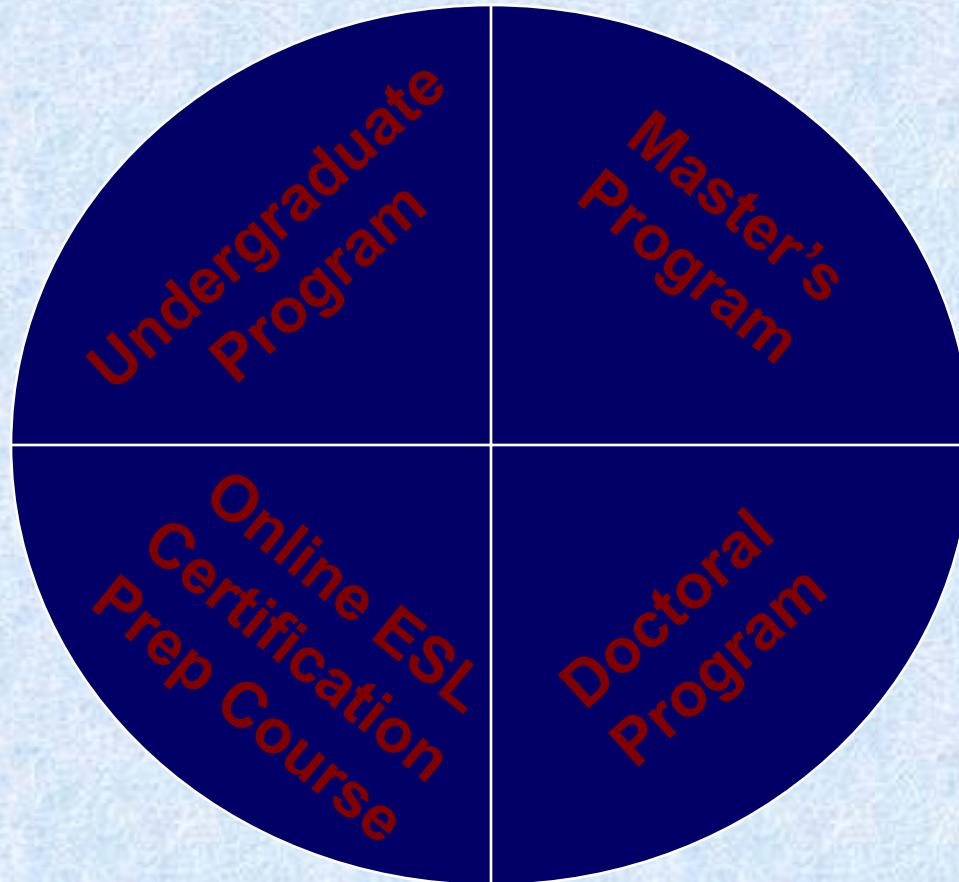 Undergraduate
Program
Master’s
Program
Online ESL
Certification
Prep Course
Doctoral
Program